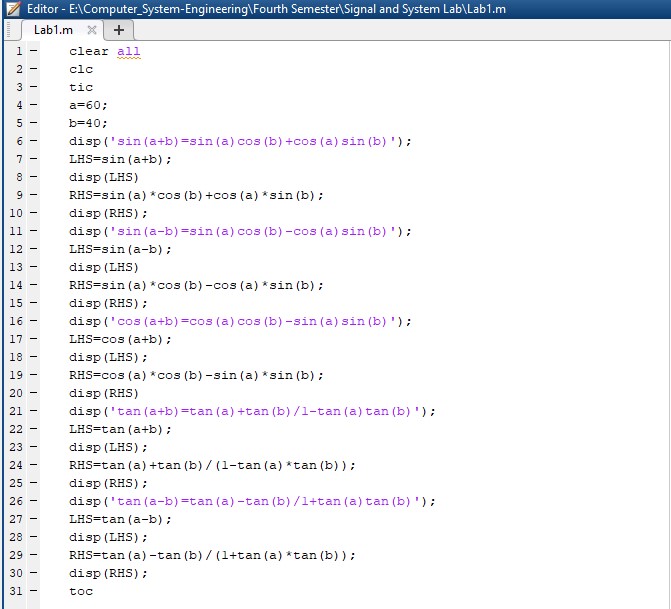 Editor - E:\Computer_System-Engineering\Fourth Semester\Signal and System Lab\Lab1.m
Lab1.m × +
1 - clear all
2 - clc
3 - tic
4 - a=60;
5 - b=40;
6 - disp('sin(a+b)=sin(a)cos(b)+cos(a)sin(b)');
7 - LHS=sin(a+b);
8 - disp(LHS)
9 - RHS=sin(a)*cos(b)+cos(a)*sin(b);
10 - disp(RHS);
11 - disp('sin(a-b)=sin(a)cos(b)-cos(a)sin(b)');
12 - LHS=sin(a-b);
13 - disp(LHS)
14 - RHS=sin(a)*cos(b)-cos(a)*sin(b);
15 - disp(RHS);
16 - disp('cos(a+b)=cos(a)cos(b)-sin(a)sin(b)');
17 - LHS=cos(a+b);
18 - disp(LHS);
19 - RHS=cos(a)*cos(b)-sin(a)*sin(b);
20 - disp(RHS)
21 - disp('tan(a+b)=tan(a)+tan(b)/1-tan(a)tan(b)');
22 - LHS=tan(a+b);
23 - disp(LHS);
24 - RHS=tan(a)+tan(b)/(1-tan(a)*tan(b));
25 - disp(RHS);
26 - disp('tan(a-b)=tan(a)-tan(b)/1+tan(a)tan(b)');
27 - LHS=tan(a-b);
28 - disp(LHS);
29 - RHS=tan(a)-tan(b)/(1+tan(a)*tan(b));
30 - disp(RHS);
31 - toc